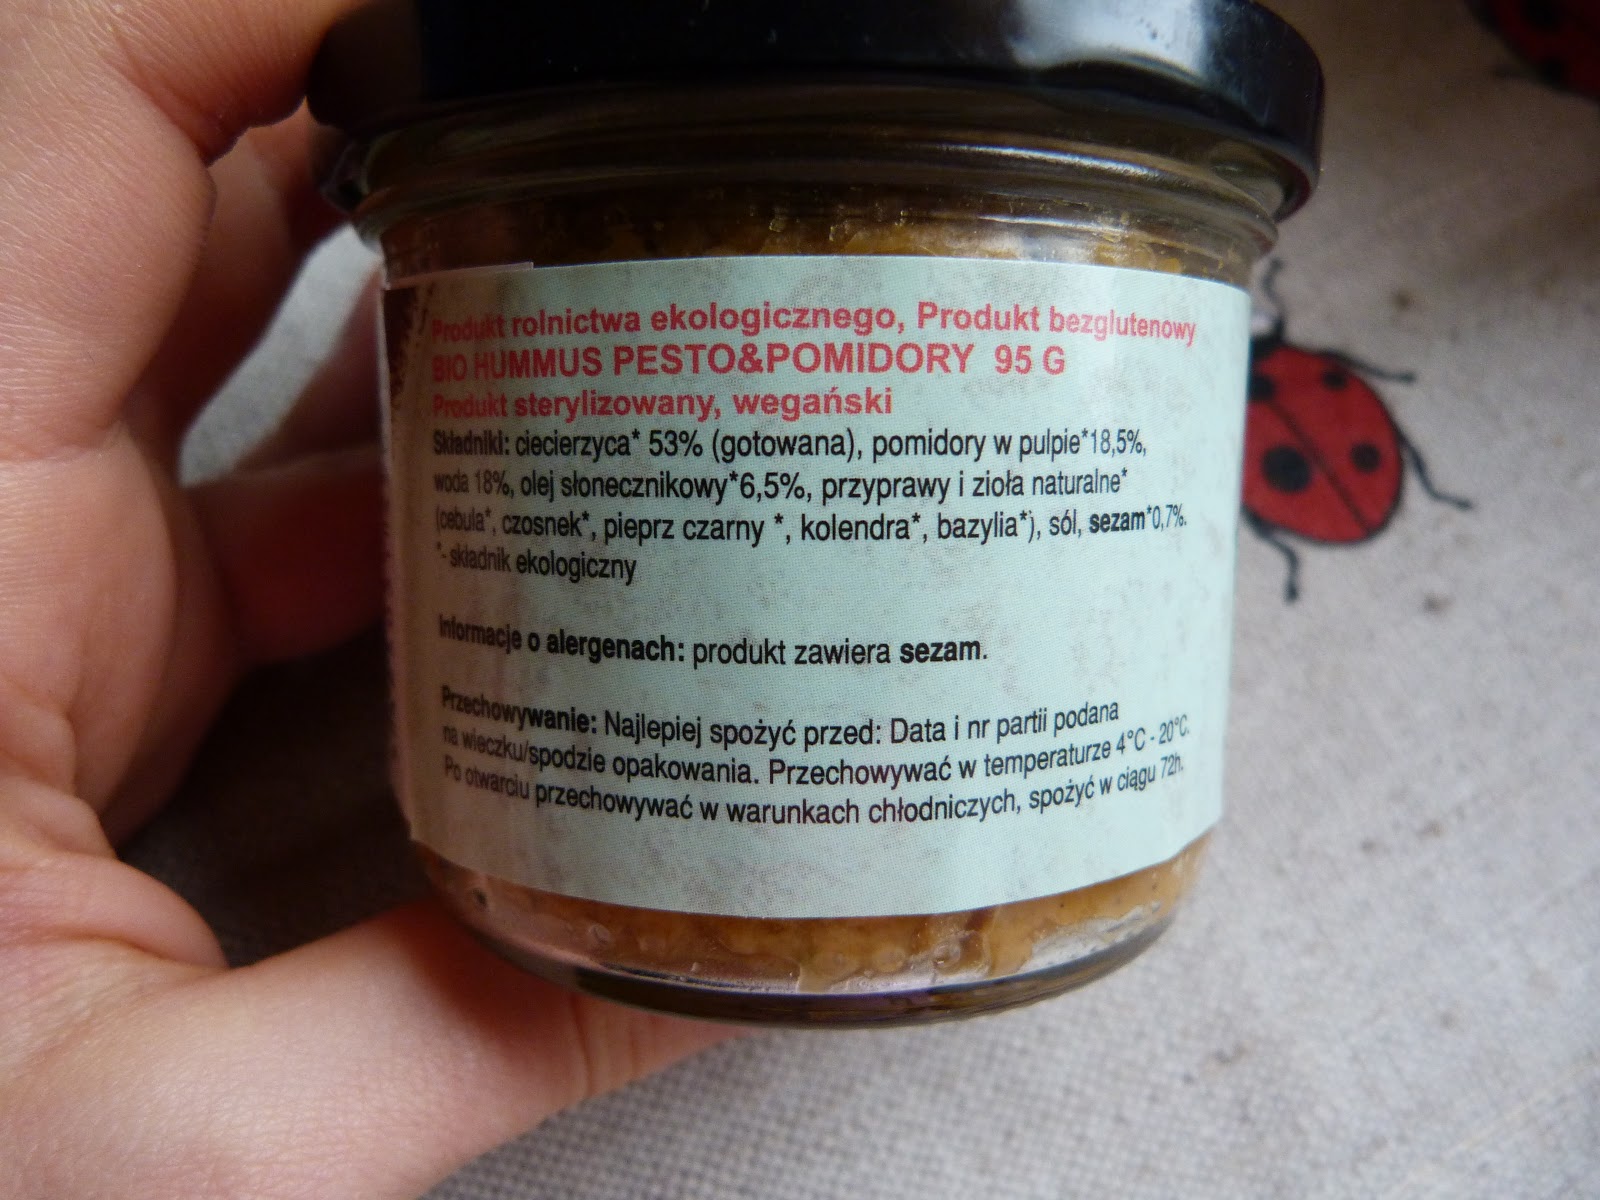 Produkt rolnictwa ekologicznego, Produkt bezglutenowy
BIO HUMMUS PESTO&POMIDORY 95 G
Produkt sterylizowany, wegański
Składniki: ciecierzyca* 53% (gotowana), pomidory w pulpie*18,5%,
woda 18%, olej słonecznikowy*6,5%, przyprawy i zioła naturalne*
(cebula*, czosnek*, pieprz czarny *, kolendra*, bazylia*), sól, sezam*0,7%.
*- składnik ekologiczny
Informacje o alergenach: produkt zawiera sezam.
Przechowywanie: Najlepiej spożyć przed: Data i nr partii podana
na wieczku/spodzie opakowania. Przechowywać w temperaturze 4°C - 20°C.
Po otwarciu przechowywać w warunkach chłodniczych, spożyć w ciągu 72h.